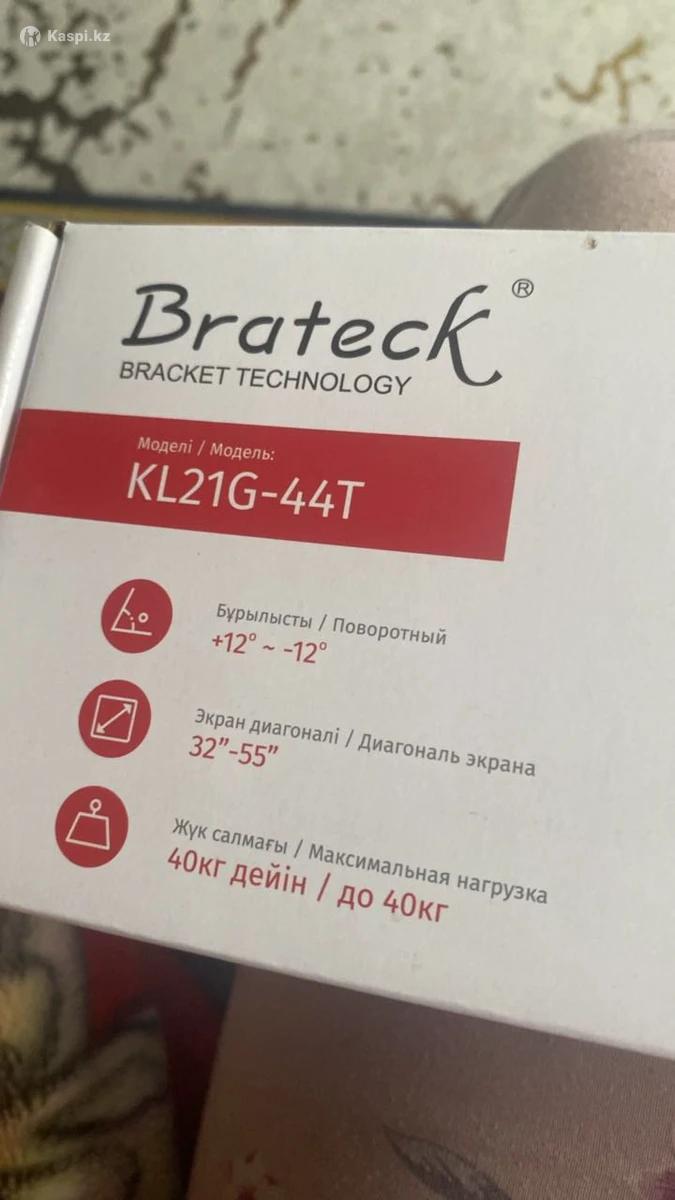 Kaspi.kz
Brateck®
BRACKET TECHNOLOGY
Моделі / Модель:
KL21G-44T
Бұрылысты / Поворотный
+12° ~ -12°
Экран диагоналі / Диагональ экрана
32”-55”
Жүк салмағы / Максимальная нагрузка
40кг дейін / до 40кг